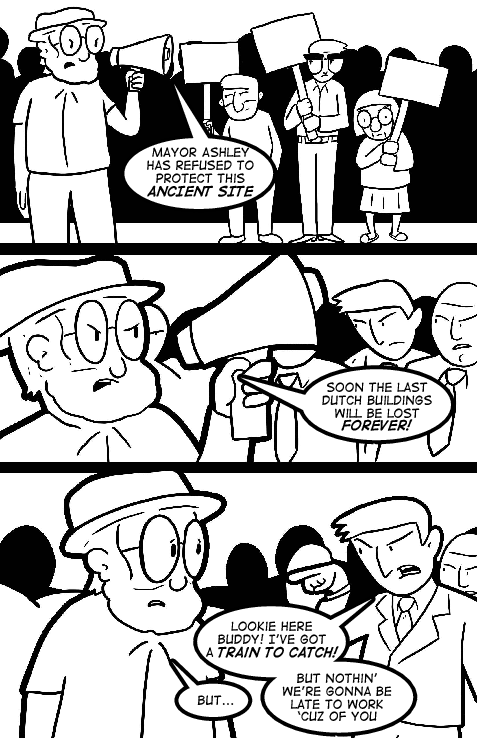 MAYOR ASHLEY
HAS REFUSED TO
PROTECT THIS
ANCIENT SITE
SOON THE LAST
DUTCH BUILDINGS
WILL BE LOST
FOREVER!
LOOKIE HERE
BUDDY! I'VE GOT
A TRAIN TO CATCH!
BUT...
BUT NOTHIN'
WE'RE GONNA BE
LATE TO WORK
'CUZ OF YOU